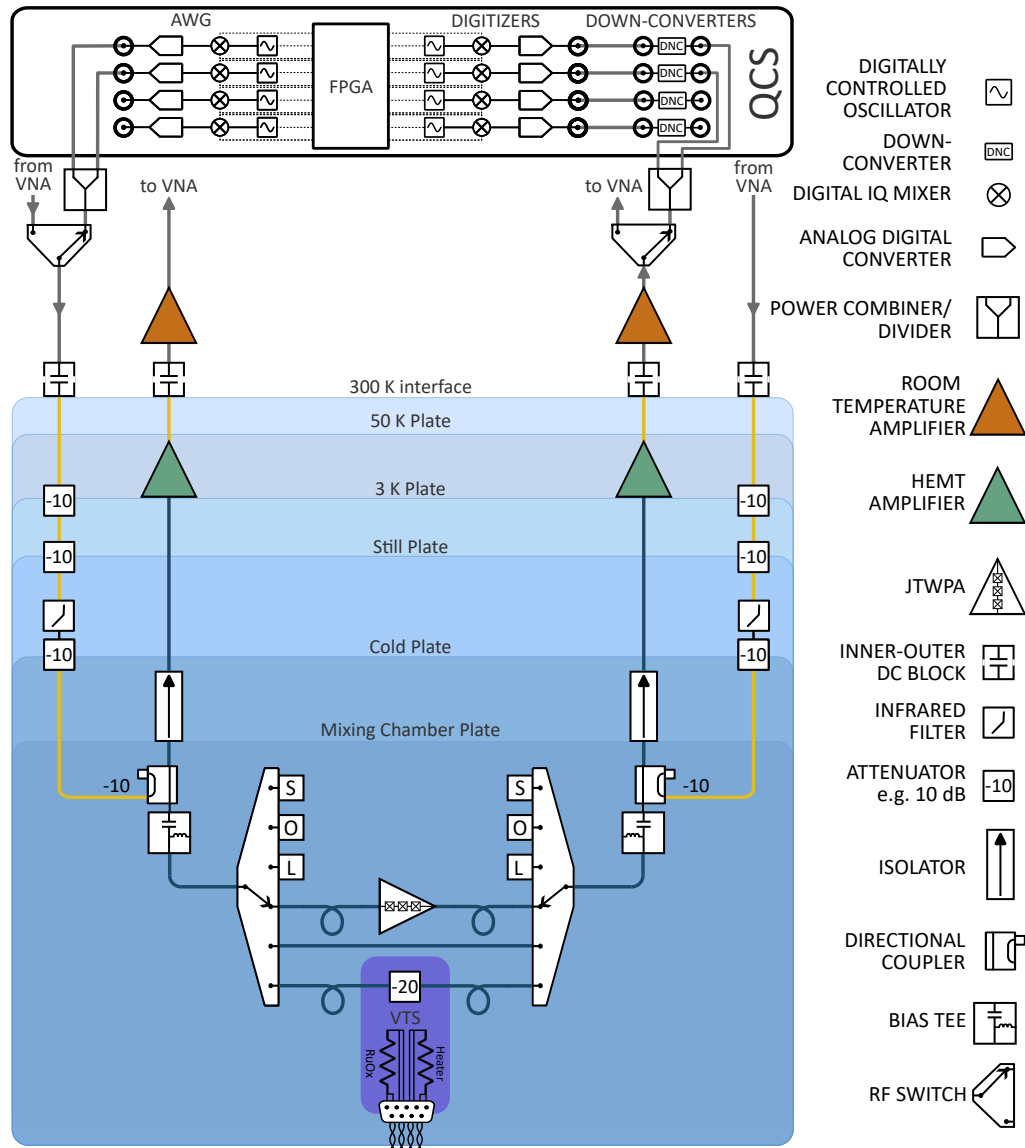 AWG
DIGITIZERS
DOWN-CONVERTERS
FPGA
DNC
DNC
DNC
DNC
QCS
from
VNA
to VNA
to VNA
from
VNA
300 K interface
50 K Plate
3 K Plate
-10
-10
Still Plate
-10
-10
-10
-10
Cold Plate
Mixing Chamber Plate
-10
-10
S
S
O
O
L
L
-20
VTS
RuOx
Heater
DIGITALLY
CONTROLLED
OSCILLATOR
DOWN-
CONVERTER
DNC
DIGITAL IQ MIXER
ANALOG DIGITAL
CONVERTER
POWER COMBINER/
DIVIDER
ROOM
TEMPERATURE
AMPLIFIER
HEMT
AMPLIFIER
JTWPA
INNER-OUTER
DC BLOCK
INFRARED
FILTER
ATTENUATOR
e.g. 10 dB
-10
ISOLATOR
DIRECTIONAL
COUPLER
BIAS TEE
RF SWITCH